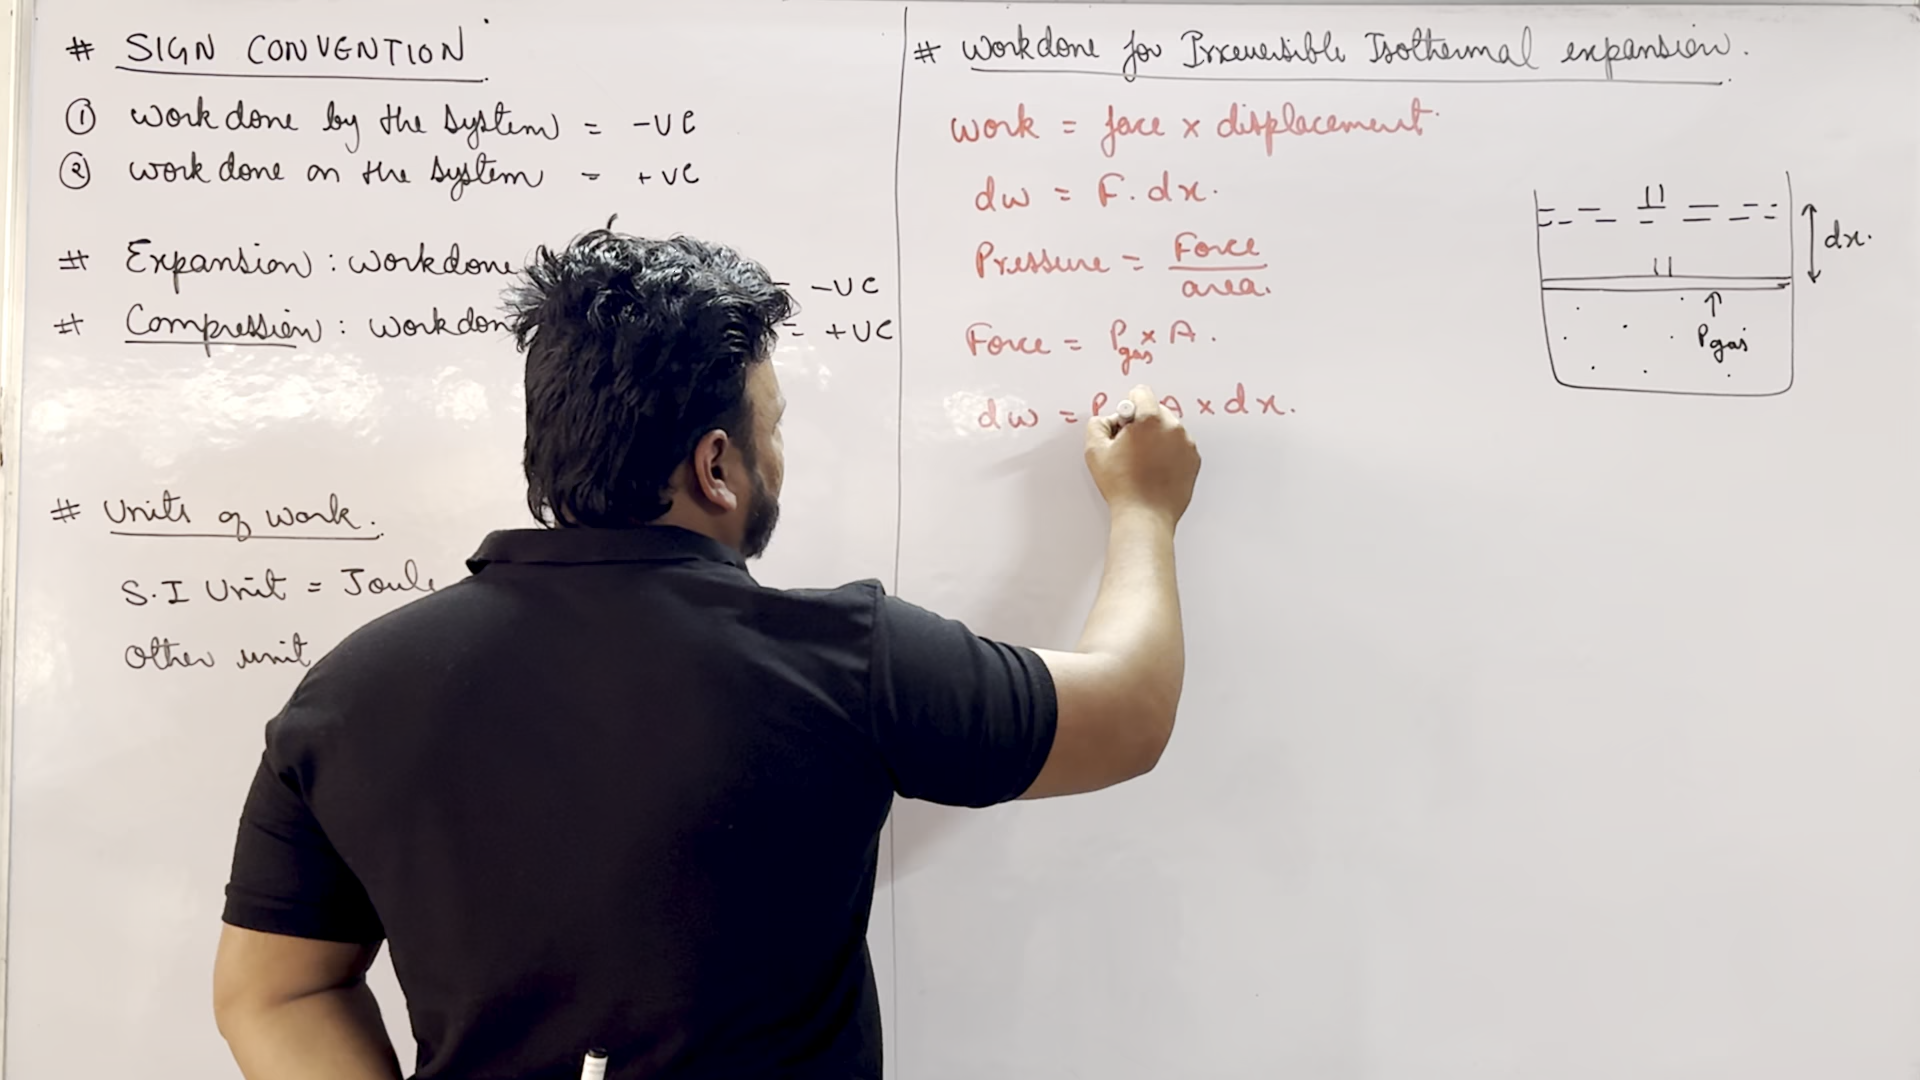 # SIGN CONVENTION
① work done by the system = -ve
② work done on the system = +ve
# Expansion : workdone = -ve
# Compression : workdone = +ve
# Units of work.
S.I Unit = Joule
Other unit
# Workdone for Irreversible Isothermal expansion.
work = force x displacement.
dw = F. dx.
Pressure = Force
area.
Force = Pgas x A.
dw = P A x dx.
dx.
Pgas